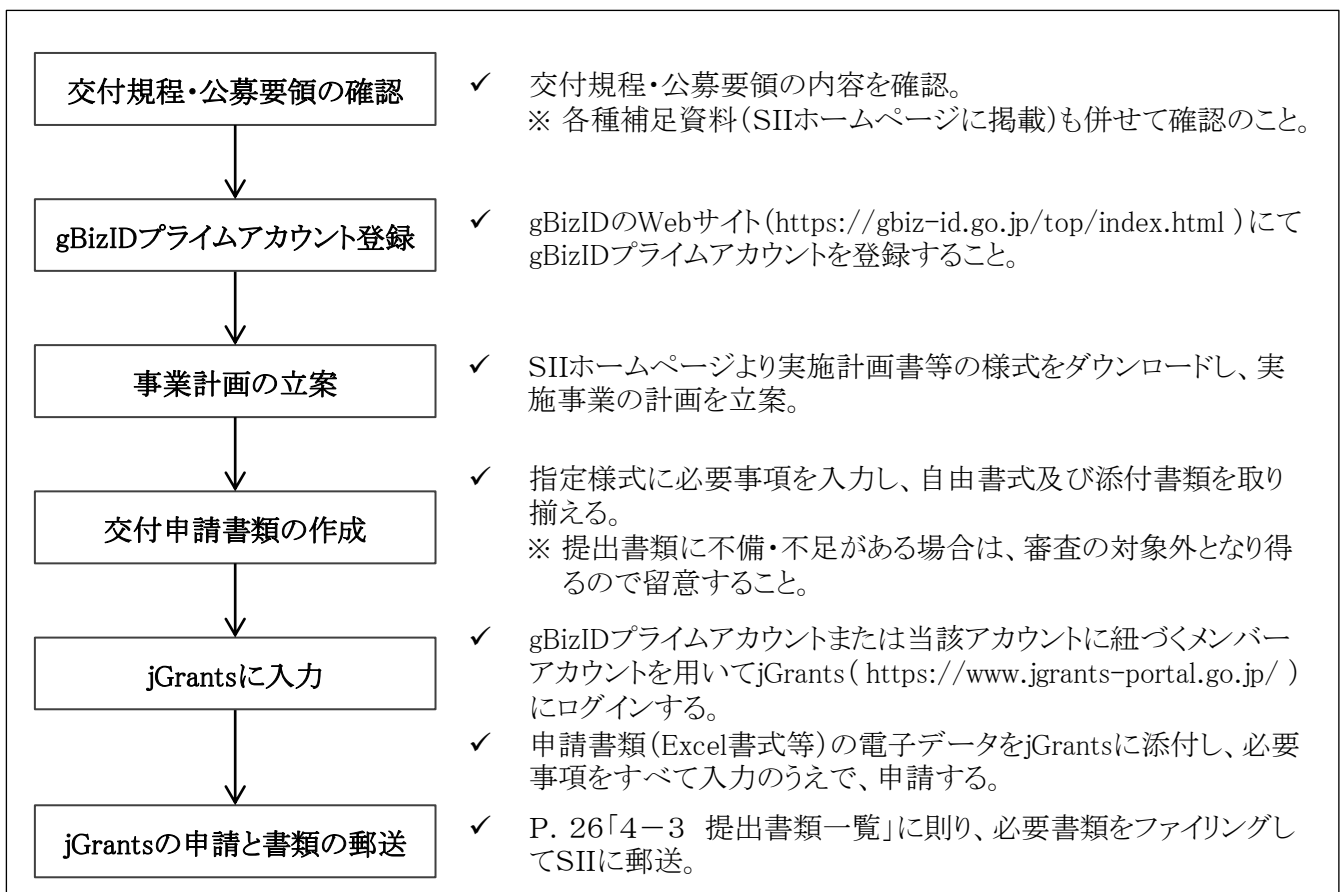 交付規程・公募要領の確認
✓ 交付規程・公募要領の内容を確認。
※ 各種補足資料(SIIホームページに掲載)も併せて確認のこと。
gBizIDプライムアカウント登録
✓ gBizIDのWebサイト(https://gbiz-id.go.jp/top/index.html )にて
gBizIDプライムアカウントを登録すること。
事業計画の立案
✓ SIIホームページより実施計画書等の様式をダウンロードし、実
施事業の計画を立案。
交付申請書類の作成
✓ 指定様式に必要事項を入力し、自由書式及び添付書類を取り
揃える。
※ 提出書類に不備・不足がある場合は、審査の対象外となり得
るので留意すること。
jGrantsに入力
✓ gBizIDプライムアカウントまたは当該アカウントに紐づくメンバー
アカウントを用いてjGrants( https://www.jgrants-portal.go.jp/ )
にログインする。
✓ 申請書類(Excel書式等)の電子データをjGrantsに添付し、必要
事項をすべて入力のうえで、申請する。
jGrantsの申請と書類の郵送
✓ P. 26「4-3 提出書類一覧」に則り、必要書類をファイリングし
てSIIに郵送。